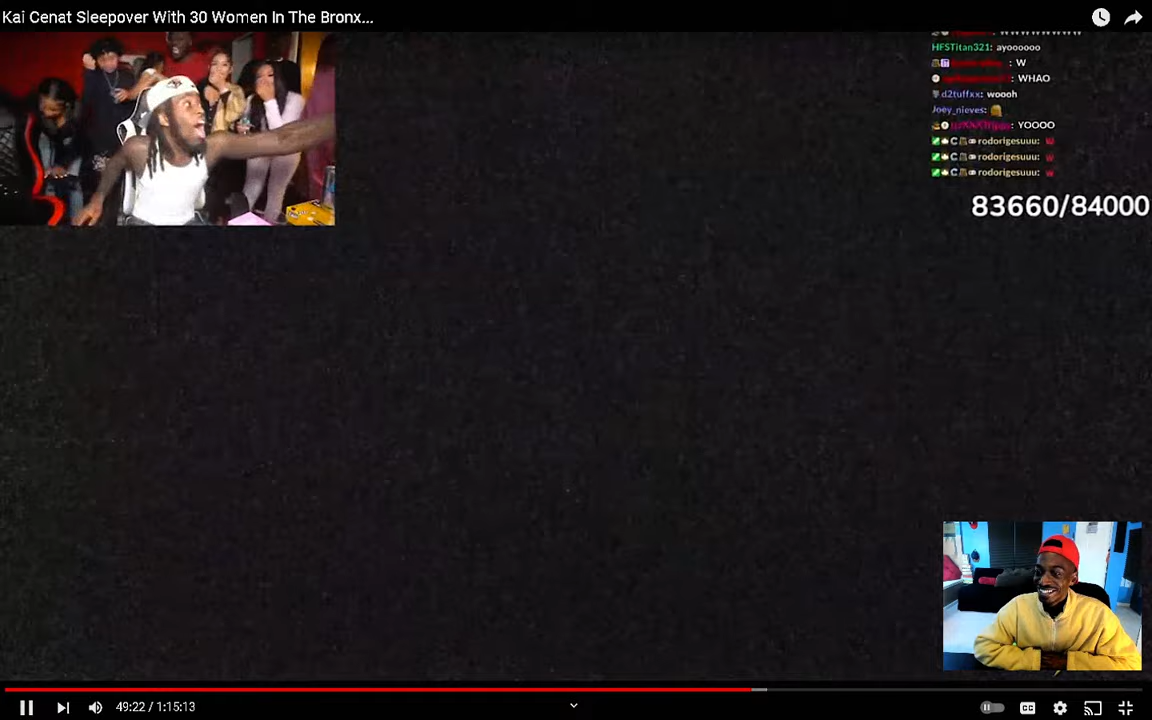 Kai Cenat Sleepover With 30 Women In The Bronx...
HFSTitan321: ayoooooo
: W
: WHAO
d2tuffxx: woooh
Joey_nieves:
YOOOO
rodorigesuuu: W
rodorigesuuu: W
rodorigesuuu: W
83660/84000
49:22 / 1:15:13
CC